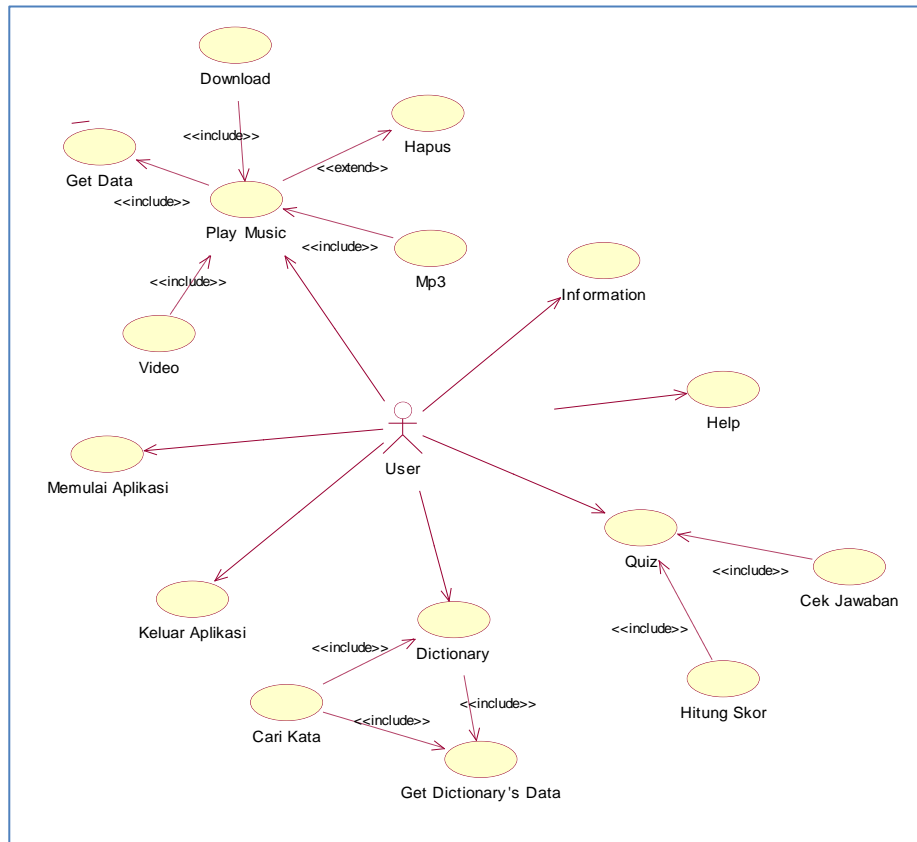 Download
<<include>>
Hapus
<<extend>>
Get Data
<<include>>
Play Music
<<include>>
Mp3
<<include>>
Information
Video
Help
User
Memulai Aplikasi
Quiz
<<include>>
Cek Jawaban
Keluar Aplikasi
<<include>>
Dictionary
<<include>>
Hitung Skor
<<include>>
<<include>>
Cari Kata
Get Dictionary's Data